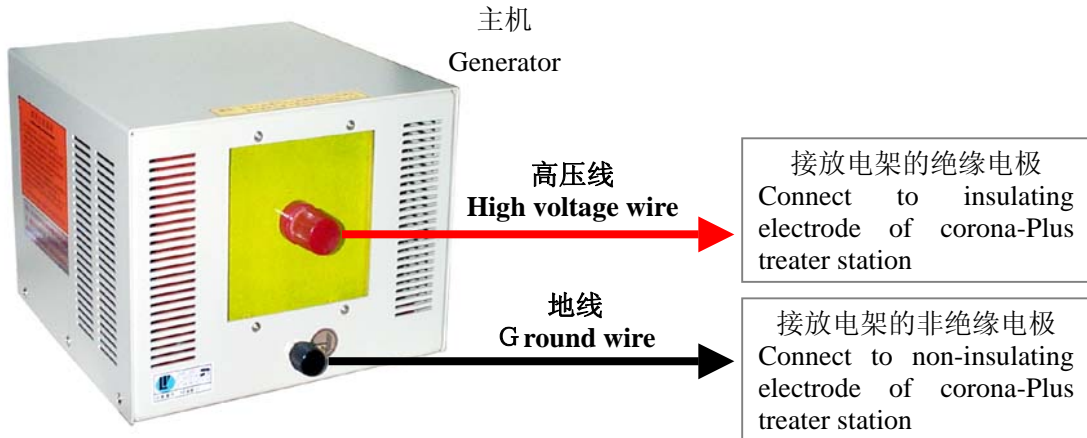 主机
Generator
高压线
High voltage wire
接放电架的绝缘电极
Connect to insulating
electrode of corona-Plus
treater station
地线
Ground wire
接放电架的非绝缘电极
Connect to non-insulating
electrode of corona-Plus
treater station